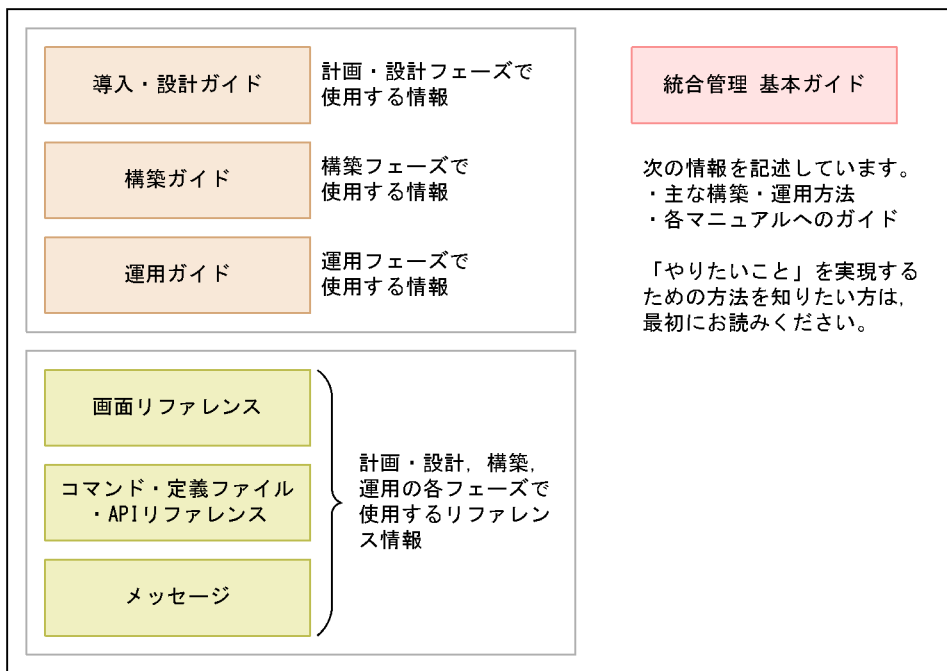 導入・設計ガイド
計画・設計フェーズで
使用する情報
構築ガイド
構築フェーズで
使用する情報
運用ガイド
運用フェーズで
使用する情報
画面リファレンス
コマンド・定義ファイル
・APIリファレンス
メッセージ
計画・設計，構築，
運用の各フェーズで
使用するリファレン
ス情報
統合管理 基本ガイド
次の情報を記述しています。
・主な構築・運用方法
・各マニュアルへのガイド
「やりたいこと」を実現する
ための方法を知りたい方は，
最初にお読みください。